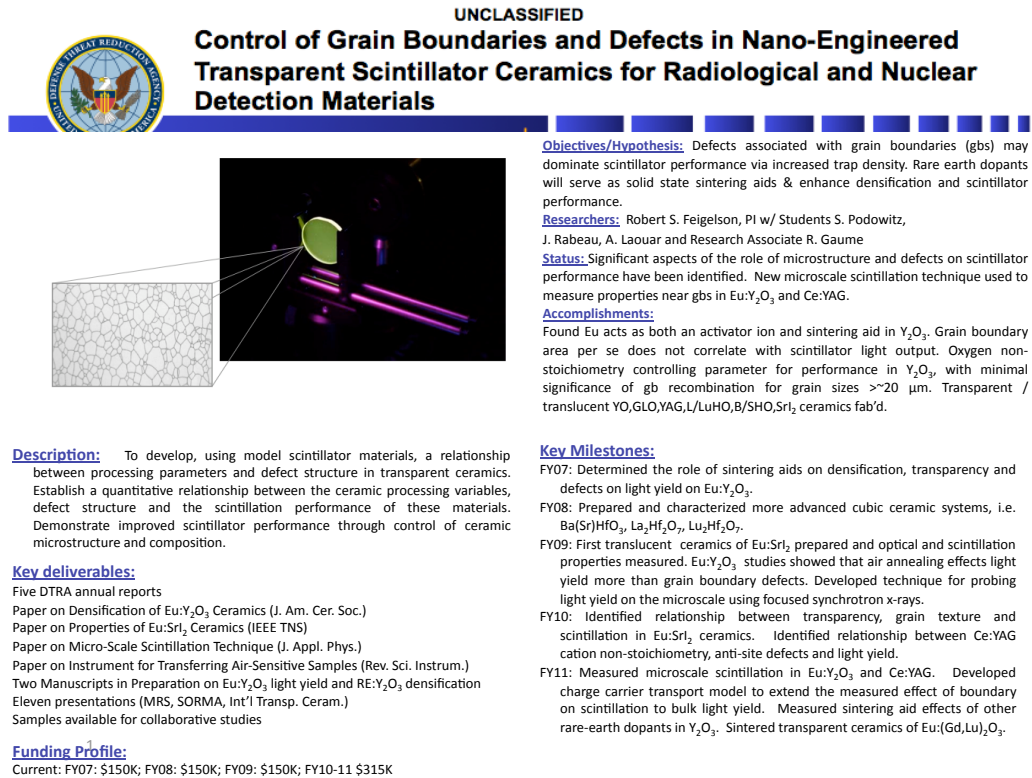 UNCLASSIFIED
Control of Grain Boundaries and Defects in Nano-Engineered
Transparent Scintillator Ceramics for Radiological and Nuclear
Detection Materials
DEFENSE THREAT REDUCTION AGENCY
Objectives/Hypothesis: Defects associated with grain boundaries (gbs) may
dominate scintillator performance via increased trap density. Rare earth dopants
will serve as solid state sintering aids & enhance densification and scintillator
performance.
Researchers: Robert S. Feigelson, PI w/ Students S. Podowitz,
J. Rabeau, A. Laouar and Research Associate R. Gaume
Status: Significant aspects of the role of microstructure and defects on scintillator
performance have been identified. New microscale scintillation technique used to
measure properties near gbs in Eu:Y₂O₃ and Ce:YAG.
Accomplishments:
Found Eu acts as both an activator ion and sintering aid in Y₂O₃. Grain boundary
area per se does not correlate with scintillator light output. Oxygen non-
stoichiometry controlling parameter for performance in Y₂O₃, with minimal
significance of gb recombination for grain sizes >~20 μm. Transparent /
translucent YO,GLO,YAG,L/LuHO,B/SHO,SrI₂ ceramics fab'd.
Description: To develop, using model scintillator materials, a relationship
between processing parameters and defect structure in transparent ceramics.
Establish a quantitative relationship between the ceramic processing variables,
defect structure and the scintillation performance of these materials.
Demonstrate improved scintillator performance through control of ceramic
microstructure and composition.
Key deliverables:
Five DTRA annual reports
Paper on Densification of Eu:Y₂O₃ Ceramics (J. Am. Cer. Soc.)
Paper on Properties of Eu:SrI₂ Ceramics (IEEE TNS)
Paper on Micro-Scale Scintillation Technique (J. Appl. Phys.)
Paper on Instrument for Transferring Air-Sensitive Samples (Rev. Sci. Instrum.)
Two Manuscripts in Preparation on Eu:Y₂O₃ light yield and RE:Y₂O₃ densification
Eleven presentations (MRS, SORMA, Int'l Transp. Ceram.)
Samples available for collaborative studies
1
Funding Profile:
Current: FY07: $150K; FY08: $150K; FY09: $150K; FY10-11 $315K
Key Milestones:
FY07: Determined the role of sintering aids on densification, transparency and
defects on light yield on Eu:Y₂O₃.
FY08: Prepared and characterized more advanced cubic ceramic systems, i.e.
Ba(Sr)HfO₃, La₂Hf₂O₇, Lu₂Hf₂O₇.
FY09: First translucent ceramics of Eu:SrI₂ prepared and optical and scintillation
properties measured. Eu:Y₂O₃ studies showed that air annealing effects light
yield more than grain boundary defects. Developed technique for probing
light yield on the microscale using focused synchrotron x-rays.
FY10: Identified relationship between transparency, grain texture and
scintillation in Eu:SrI₂ ceramics. Identified relationship between Ce:YAG
cation non-stoichiometry, anti-site defects and light yield.
FY11: Measured microscale scintillation in Eu:Y₂O₃ and Ce:YAG. Developed
charge carrier transport model to extend the measured effect of boundary
on scintillation to bulk light yield. Measured sintering aid effects of other
rare-earth dopants in Y₂O₃. Sintered transparent ceramics of Eu:(Gd,Lu)₂O₃.